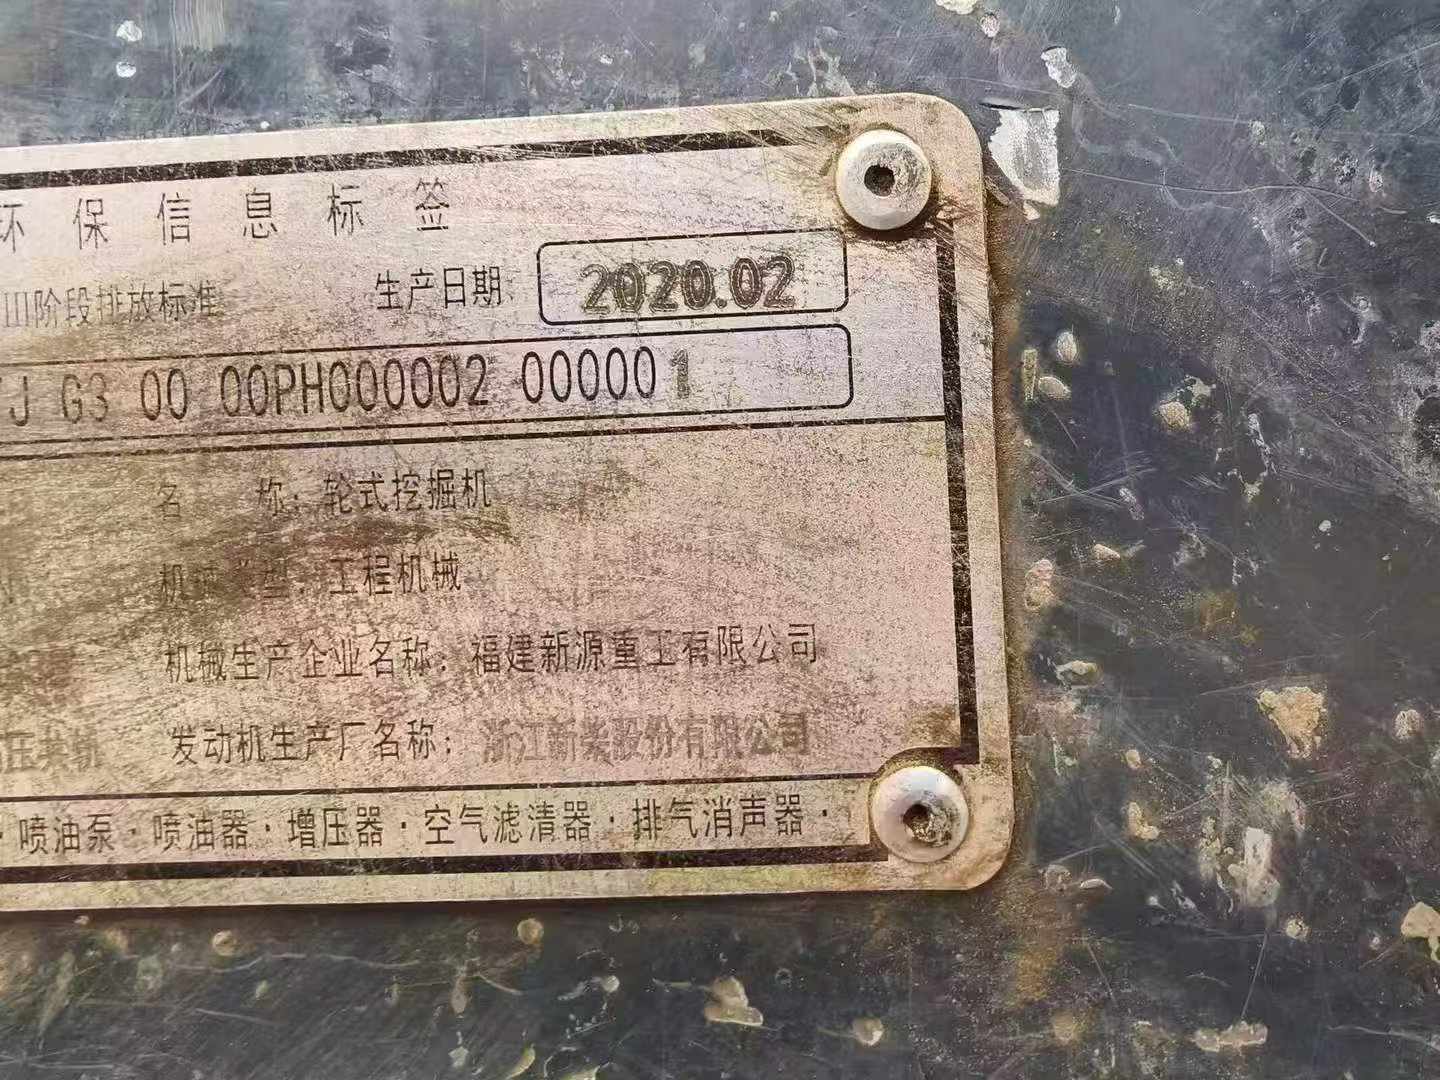 环保信息标签
III阶段排放标准 生产日期 2020.02
J G3 00 00PH000002 000001
名 称：轮式挖掘机
机械类型：工程机械
机械生产企业名称：福建新源重工有限公司
压共轨 发动机生产厂名称：浙江新柴股份有限公司
·喷油泵·喷油器·增压器·空气滤清器·排气消声器·